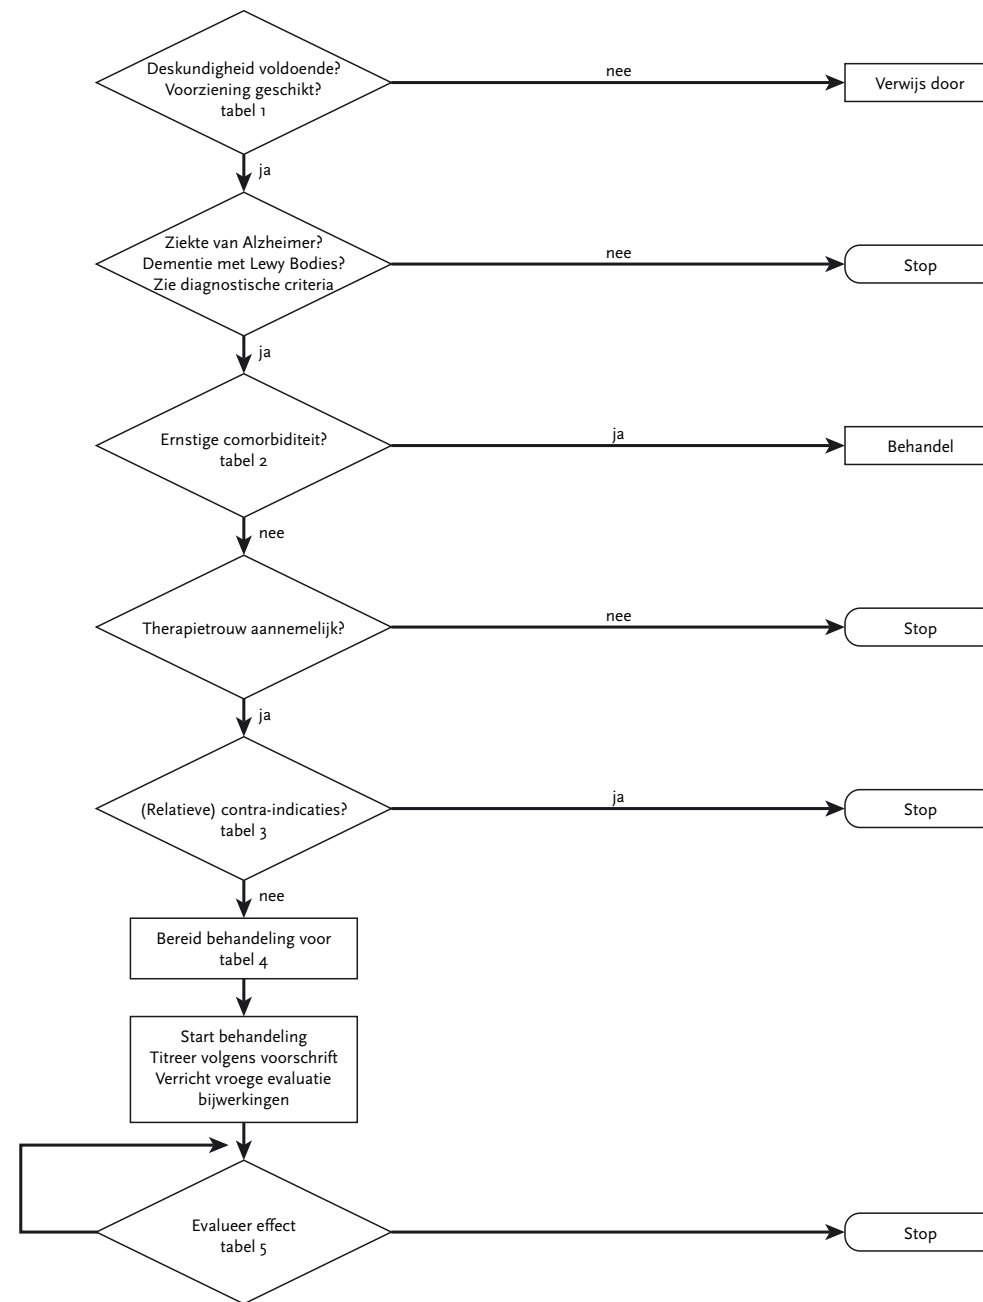 Deskundigheid voldoende?
Voorziening geschikt?
tabel 1
nee
Verwijs door
ja
Ziekte van Alzheimer?
Dementie met Lewy Bodies?
Zie diagnostische criteria
nee
Stop
ja
Ernstige comorbiditeit?
tabel 2
ja
Behandel
nee
Therapietrouw aannemelijk?
nee
Stop
ja
(Relatieve) contra-indicaties?
tabel 3
ja
Stop
nee
Bereid behandeling voor
tabel 4
Start behandeling
Titreer volgens voorschrift
Verricht vroege evaluatie
bijwerkingen
Evalueer effect
tabel 5
Stop